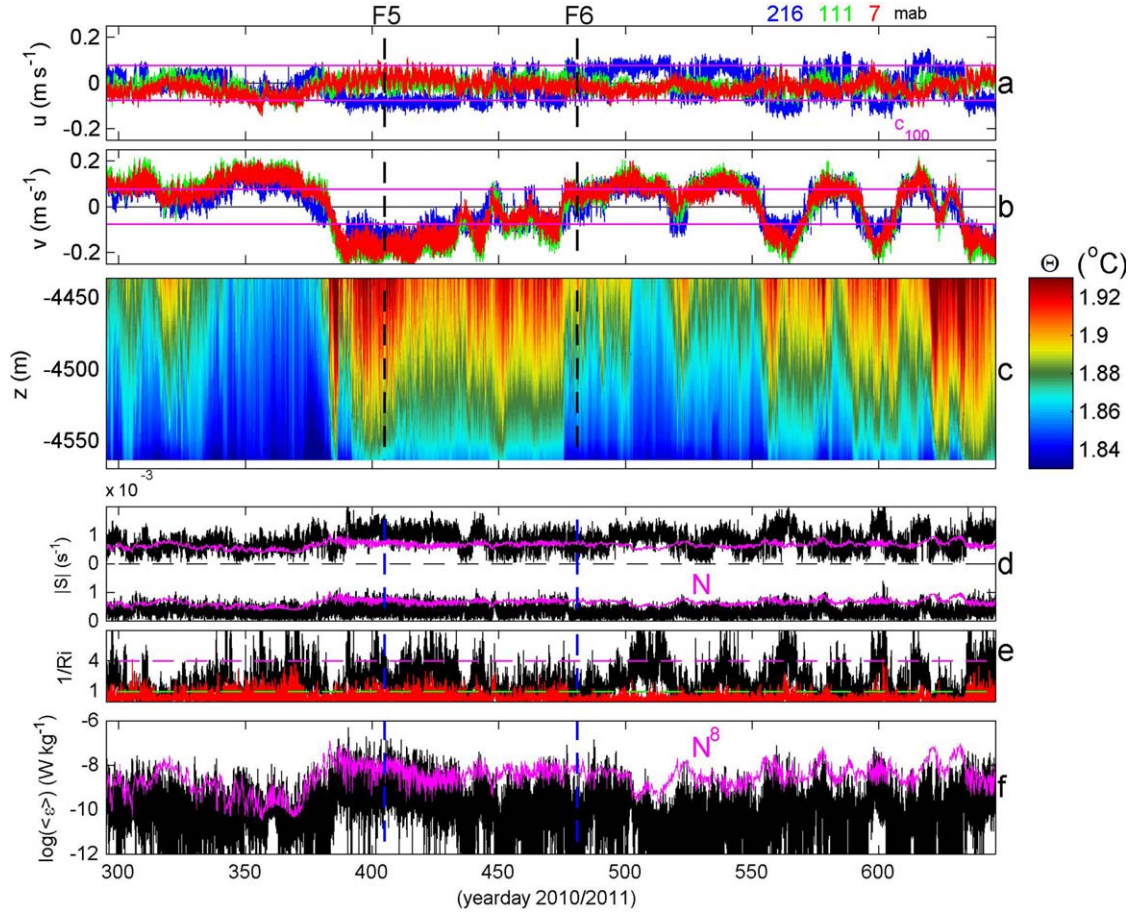 F5 F6 216 111 7 mab
0.2
0
-0.2
u (m s⁻¹)
a
c₁₀₀
0.2
0
-0.2
v (m s⁻¹)
b
Θ (°C)
-4450
-4500
-4550
z (m)
c
1.92
1.9
1.88
1.86
1.84
x 10⁻³
1
0
1
0
|S| (s⁻¹)
d
N
4
1
1/Ri
e
-6
-8
-10
-12
log(<ε>) (W kg⁻¹)
N⁸
f
300 350 400 450 500 550 600
(yearday 2010/2011)